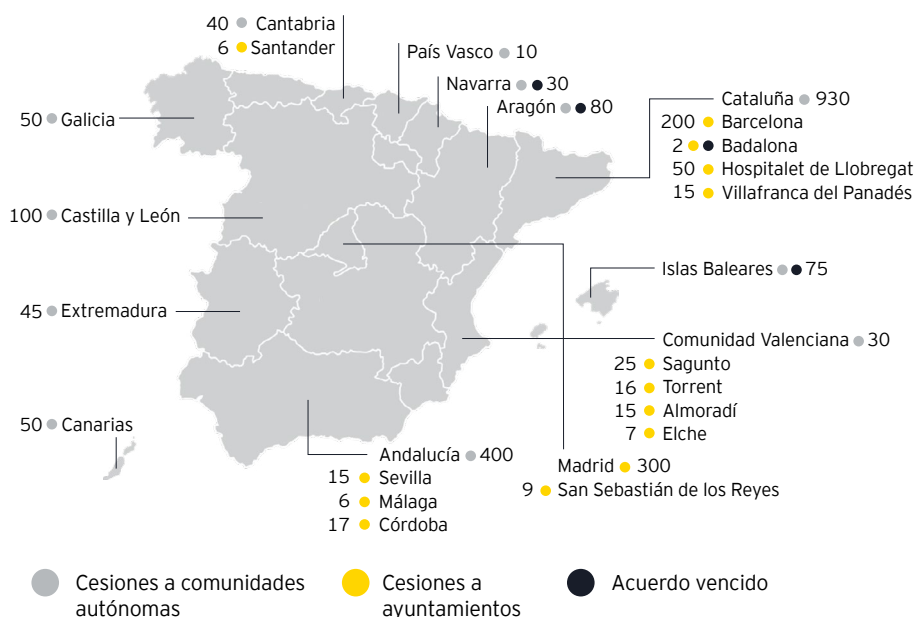 40 Cantabria
6 Santander
País Vasco 10
Navarra 30
Aragón 80
50 Galicia
Cataluña 930
200 Barcelona
2 Badalona
50 Hospitalet de Llobregat
15 Villafranca del Panadés
100 Castilla y León
Islas Baleares 75
45 Extremadura
Comunidad Valenciana 30
25 Sagunto
16 Torrent
15 Almoradí
7 Elche
50 Canarias
Andalucía 400
15 Sevilla
6 Málaga
17 Córdoba
Madrid 300
9 San Sebastián de los Reyes
Cesiones a comunidades
autónomas
Cesiones a
ayuntamientos
Acuerdo vencido